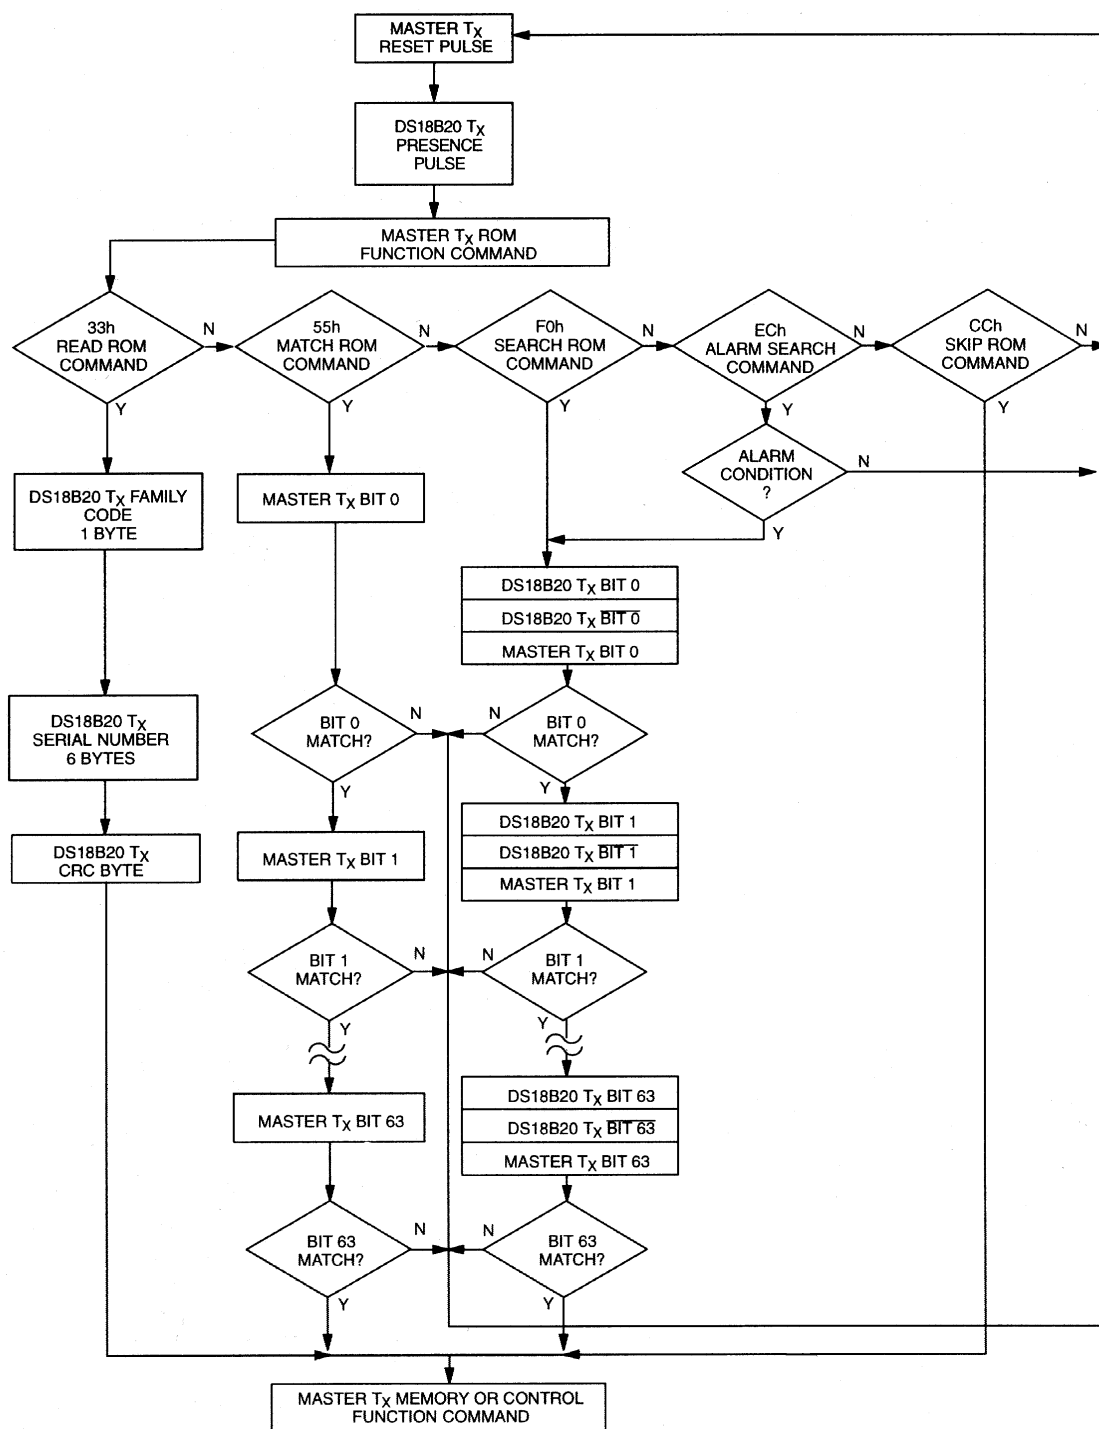 MASTER TX
RESET PULSE
DS18B20 TX
PRESENCE
PULSE
MASTER TX ROM
FUNCTION COMMAND
33h
READ ROM
COMMAND
N
Y
55h
MATCH ROM
COMMAND
N
Y
F0h
SEARCH ROM
COMMAND
N
Y
ECh
ALARM SEARCH
COMMAND
N
Y
CCh
SKIP ROM
COMMAND
N
Y
ALARM
CONDITION
?
N
Y
DS18B20 TX FAMILY
CODE
1 BYTE
DS18B20 TX
SERIAL NUMBER
6 BYTES
DS18B20 TX
CRC BYTE
MASTER TX BIT 0
BIT 0
MATCH?
N
Y
MASTER TX BIT 1
BIT 1
MATCH?
N
Y
MASTER TX BIT 63
BIT 63
MATCH?
N
Y
DS18B20 TX BIT 0
DS18B20 TX B̅I̅T̅ ̅0̅
MASTER TX BIT 0
BIT 0
MATCH?
N
Y
DS18B20 TX BIT 1
DS18B20 TX B̅I̅T̅ ̅1̅
MASTER TX BIT 1
BIT 1
MATCH?
N
Y
DS18B20 TX BIT 63
DS18B20 TX B̅I̅T̅ ̅6̅3̅
MASTER TX BIT 63
BIT 63
MATCH?
N
Y
MASTER TX MEMORY OR CONTROL
FUNCTION COMMAND